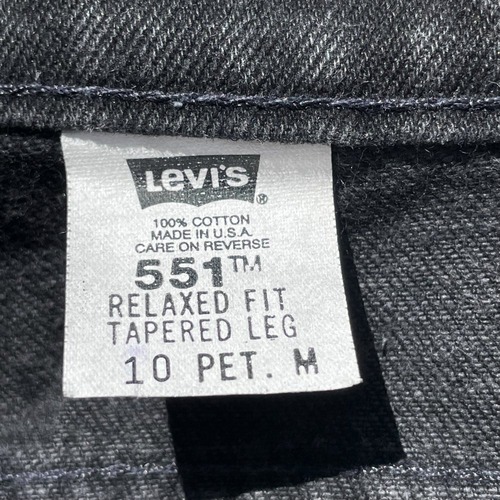 Levi's ®
100% COTTON
MADE IN U.S.A.
CARE ON REVERSE
551™
RELAXED FIT
TAPERED LEG
10 PET. M